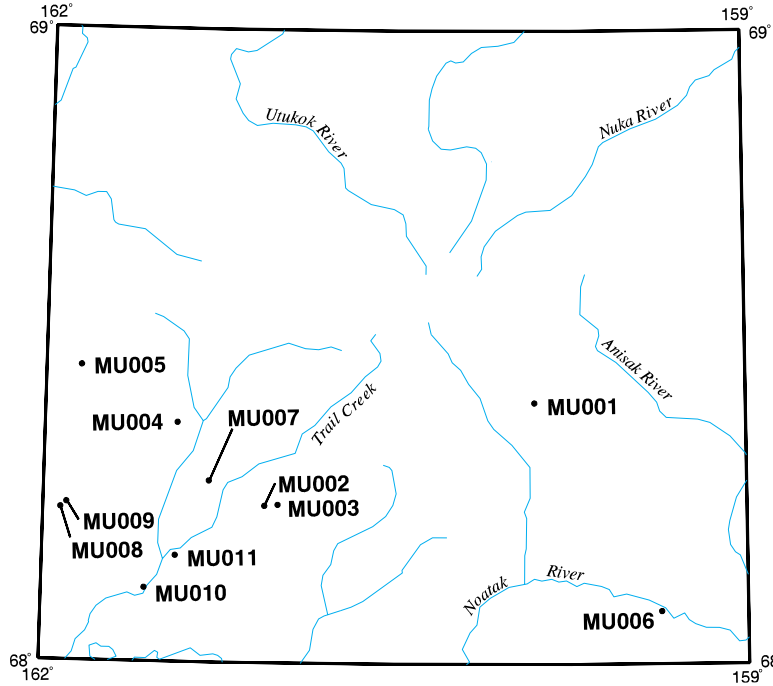 162°
159°
69°
69°
Utukok River
Nuka River
Anisak River
MU005
MU001
Trail Creek
MU004
MU007
MU002
MU003
MU009
MU008
MU011
MU010
Noatak
River
MU006
68°
68
162°
159°